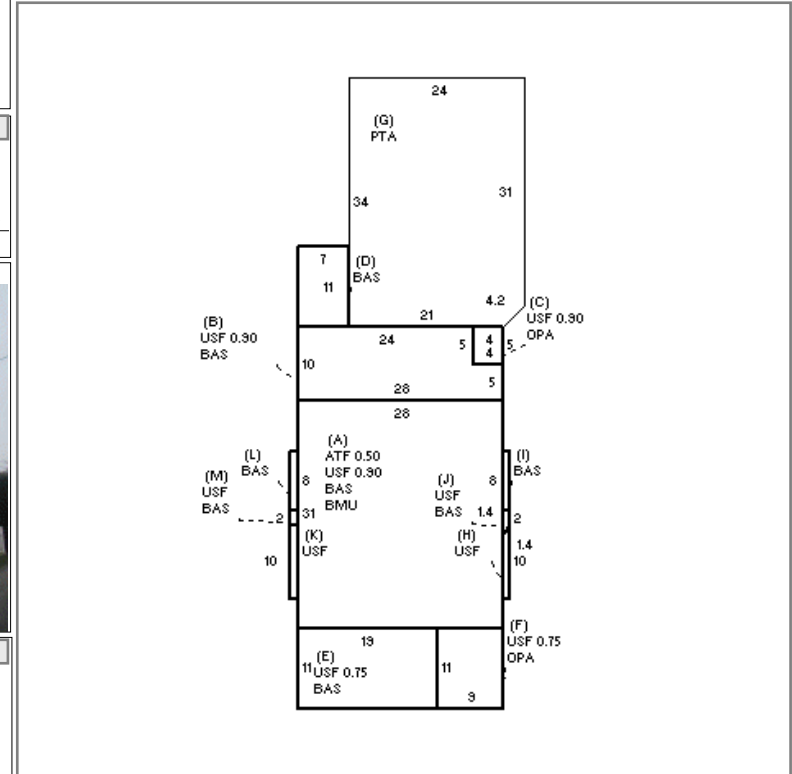 24
(G)
PTA
31
34
7
(D)
BAS
11
4.2
(C)
USF 0.90
OPA
21
(B)
USF 0.90
BAS
24
5
4
4
5
10
5
28
28
(A)
ATF 0.50
USF 0.90
BAS
BMU
(L)
BAS
(I)
BAS
8
8
(M)
USF
BAS
(J)
USF
BAS
2
31
1.4
2
(K)
USF
(H)
USF
1.4
10
10
(F)
USF 0.75
OPA
19
11
(E)
USF 0.75
BAS
11
9